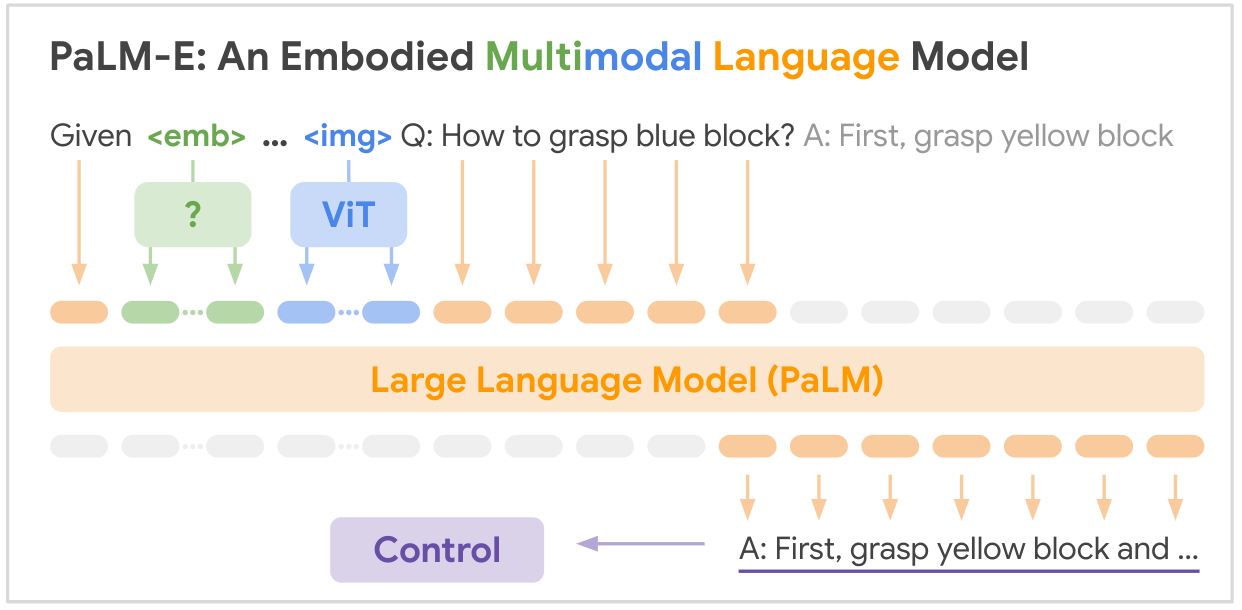 PaLM-E: An Embodied Multimodal Language Model
Given <emb> ... <img> Q: How to grasp blue block? A: First, grasp yellow block
?
ViT
Large Language Model (PaLM)
Control
A: First, grasp yellow block and ...